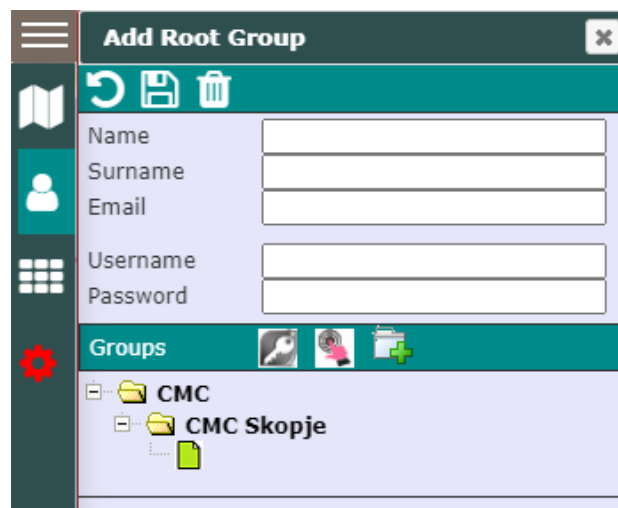 Add Root Group
Name
Surname
Email
Username
Password
Groups
CMC
CMC Skopje